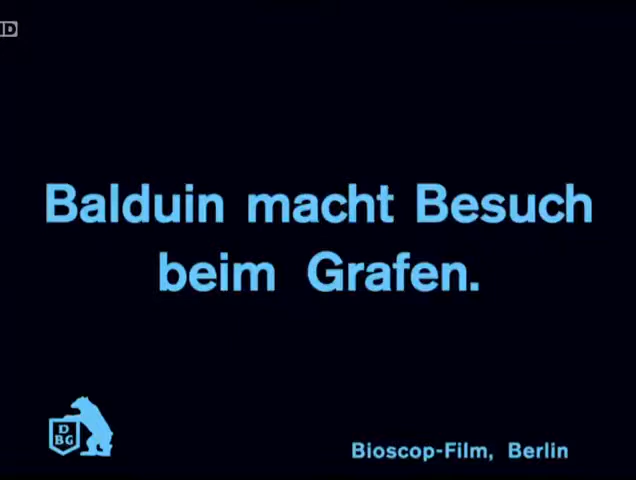 Balduin macht Besuch
beim Grafen.
D
BG
Bioscop-Film, Berlin